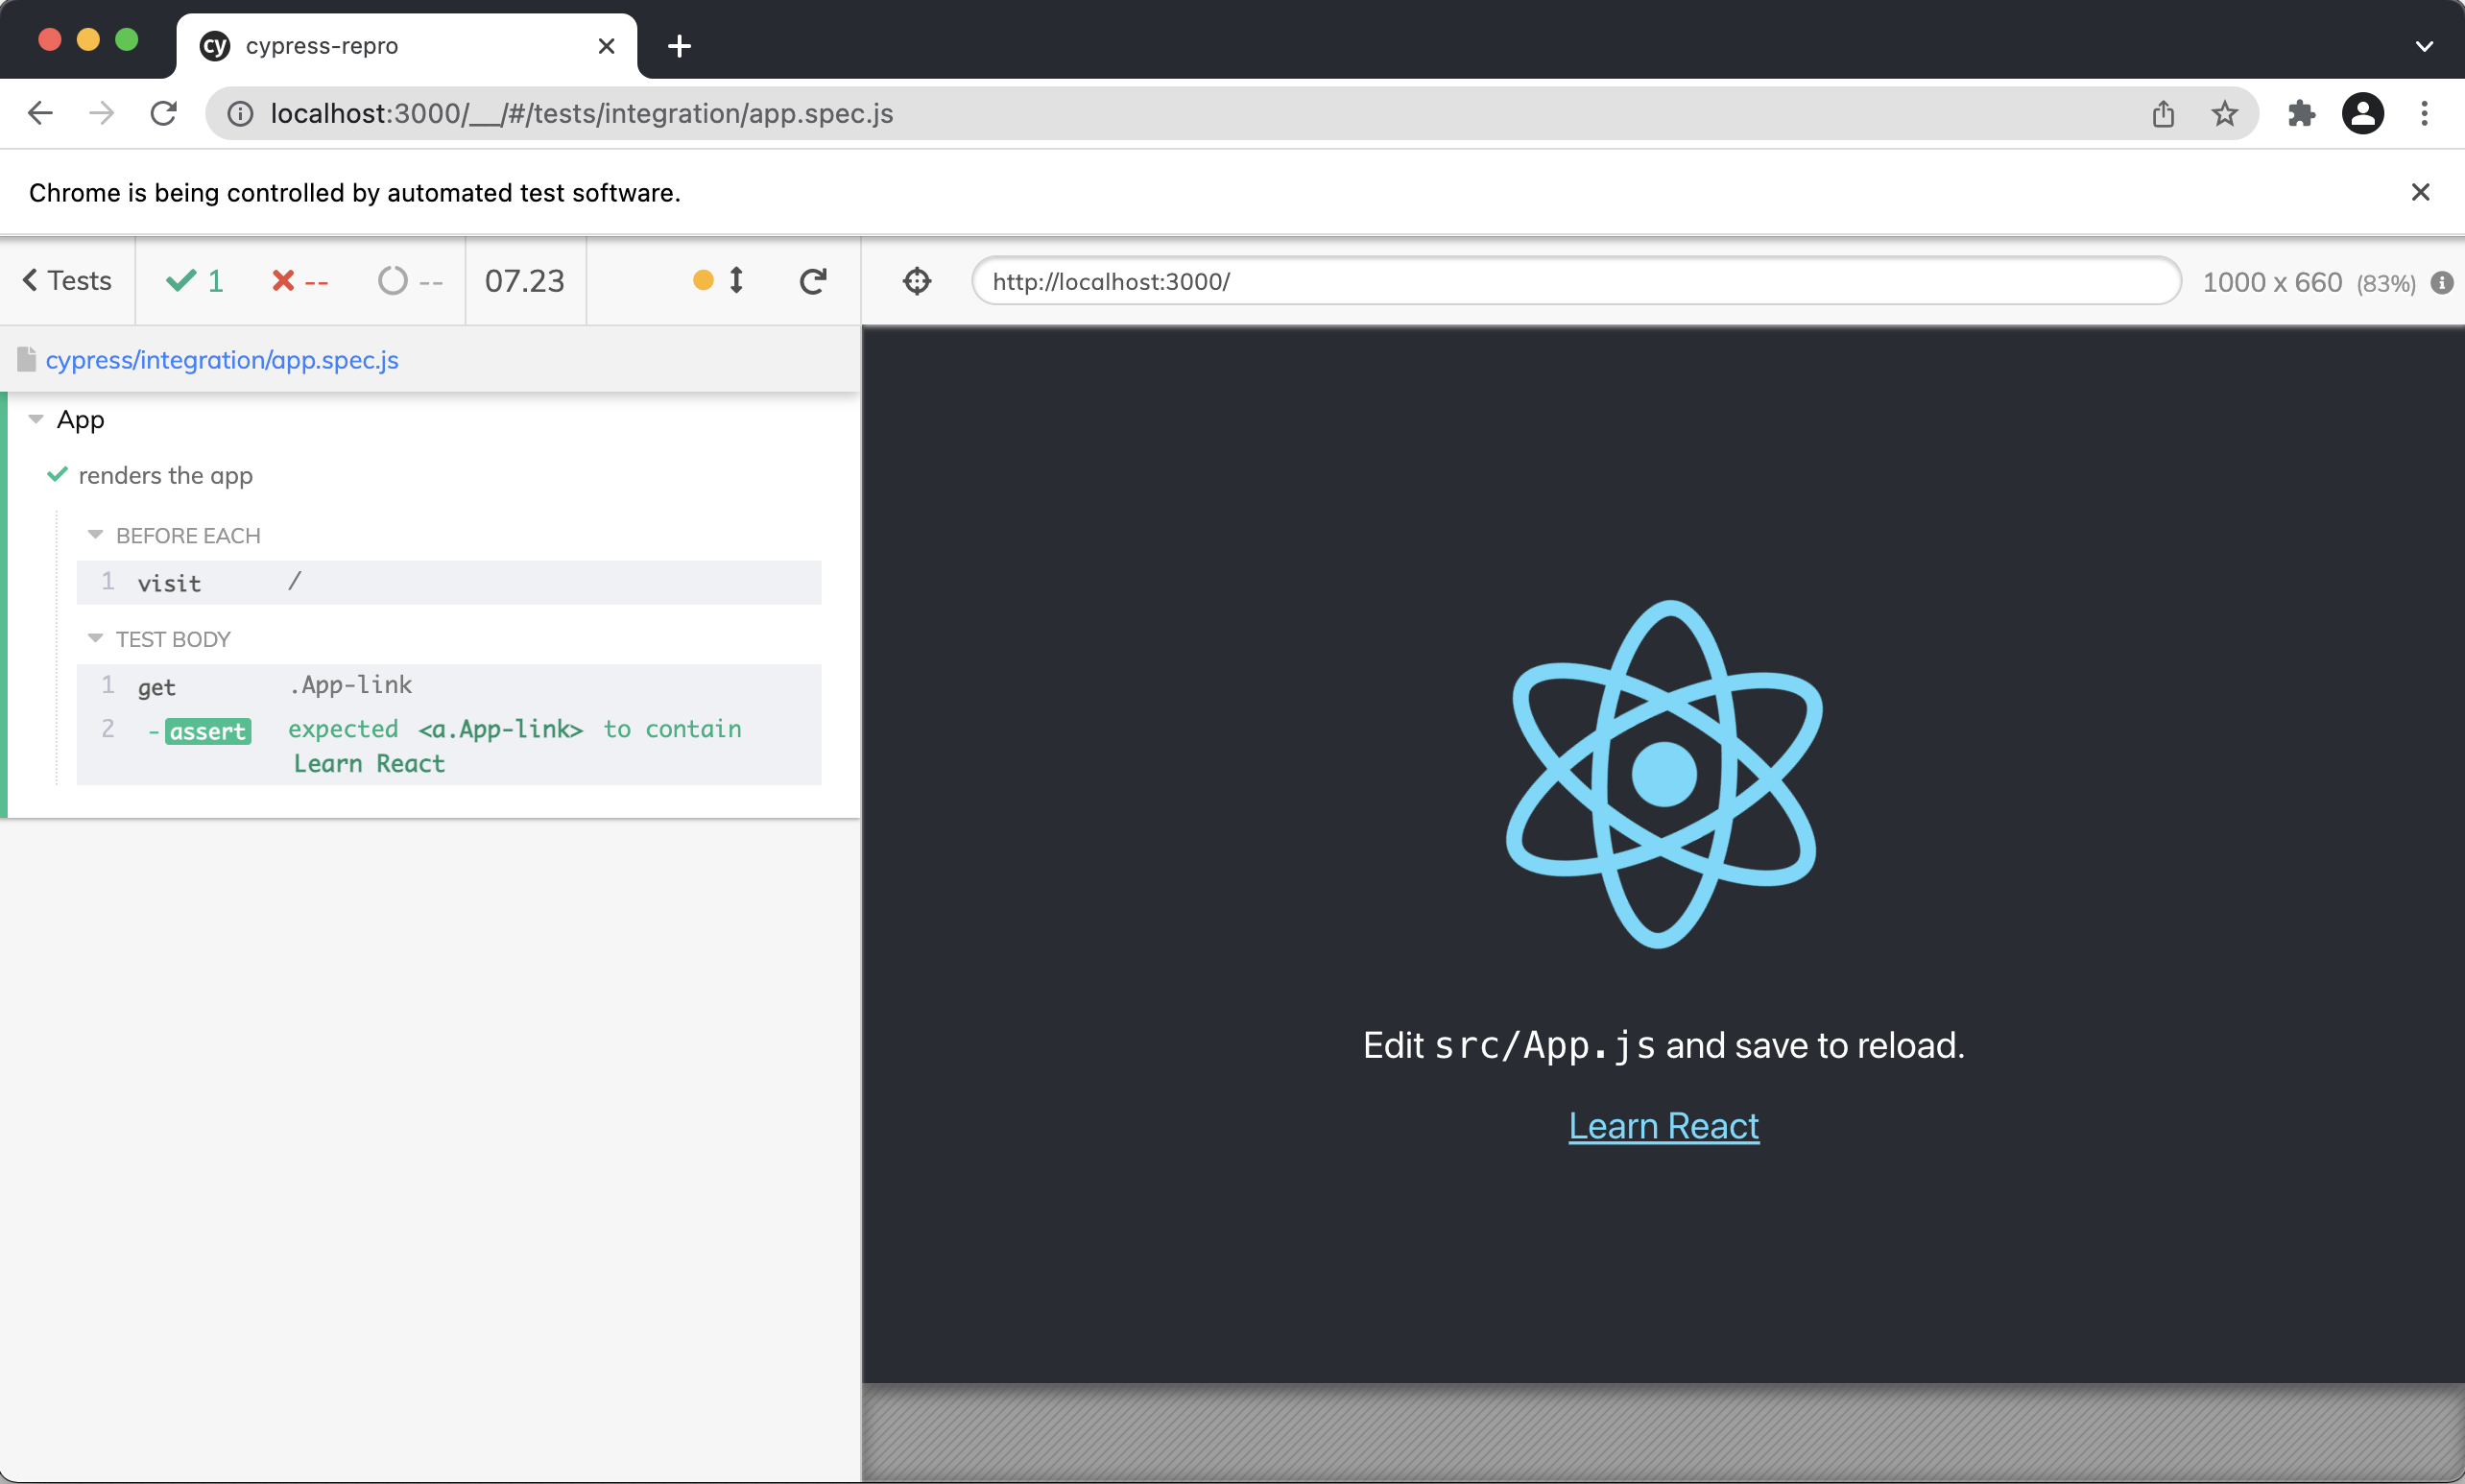 cy cypress-repro
localhost:3000/__/#/tests/integration/app.spec.js
Chrome is being controlled by automated test software.
Tests 1 -- -- 07.23
http://localhost:3000/ 1000 x 660 (83%)
cypress/integration/app.spec.js
App
renders the app
BEFORE EACH
1 visit /
TEST BODY
1 get .App-link
2 -assert expected <a.App-link> to contain
Learn React
Edit src/App.js and save to reload.
Learn React